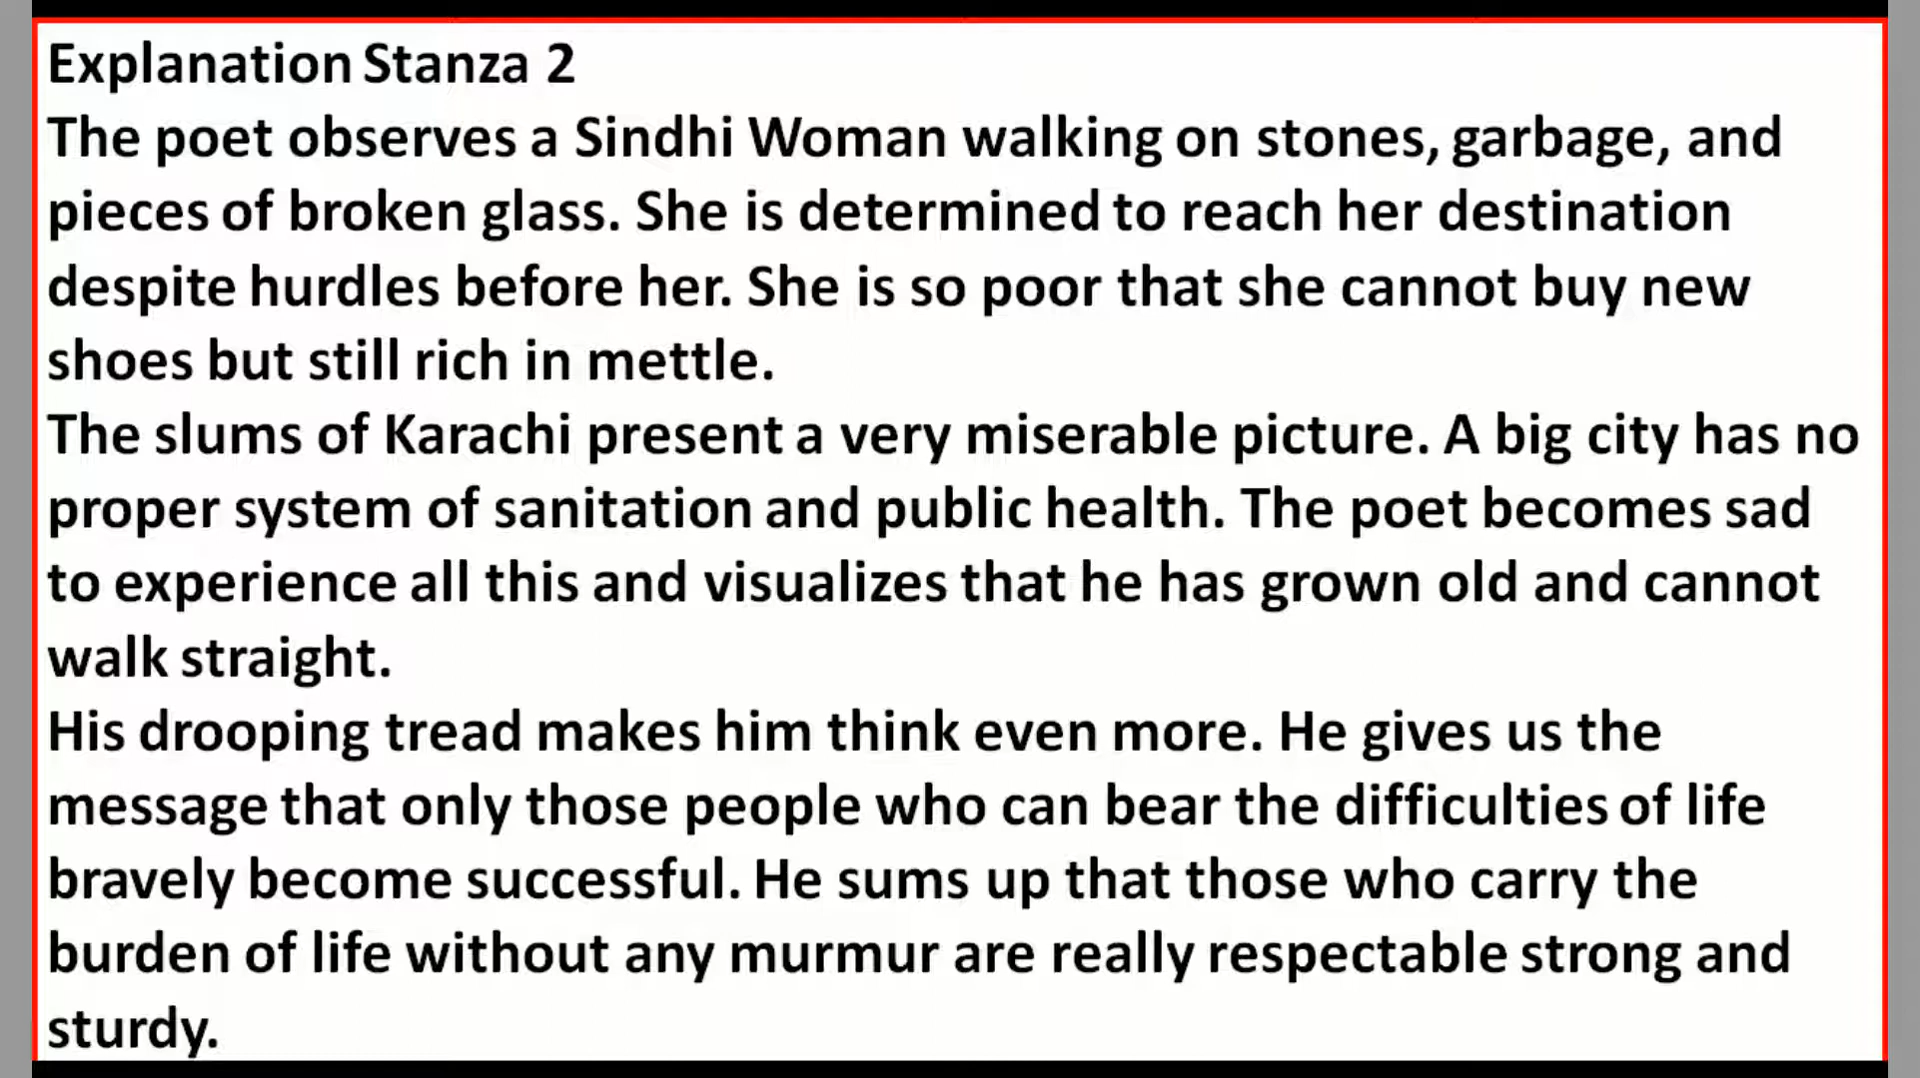 Explanation Stanza 2
The poet observes a Sindhi Woman walking on stones, garbage, and
pieces of broken glass. She is determined to reach her destination
despite hurdles before her. She is so poor that she cannot buy new
shoes but still rich in mettle.
The slums of Karachi present a very miserable picture. A big city has no
proper system of sanitation and public health. The poet becomes sad
to experience all this and visualizes that he has grown old and cannot
walk straight.
His drooping tread makes him think even more. He gives us the
message that only those people who can bear the difficulties of life
bravely become successful. He sums up that those who carry the
burden of life without any murmur are really respectable strong and
sturdy.